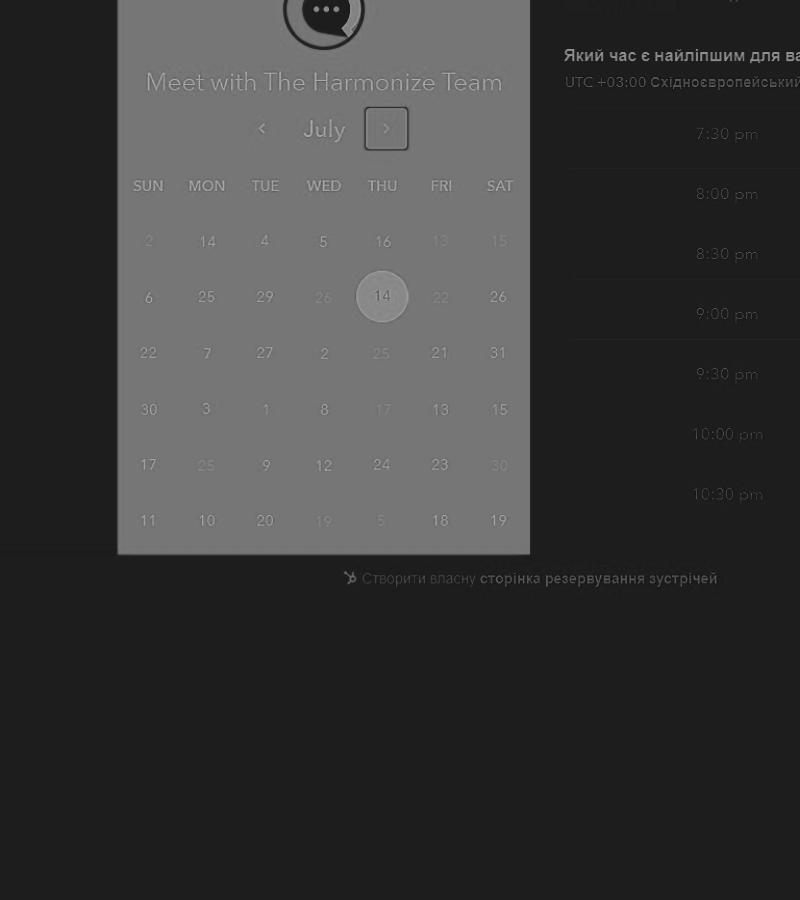 Meet with The Harmonize Team
July
SUN MON TUE WED THU FRI SAT
2 14 4 5 16 13 15
6 25 29 26 14 22 26
22 7 27 2 25 21 31
30 3 1 8 17 13 15
17 25 9 12 24 23 30
11 10 20 19 5 18 19
Який час є найліпшим для ва
UTC +03:00 Східноєвропейський
7:30 pm
8:00 pm
8:30 pm
9:00 pm
9:30 pm
10:00 pm
10:30 pm
Створити власну сторінка резервування зустрічей